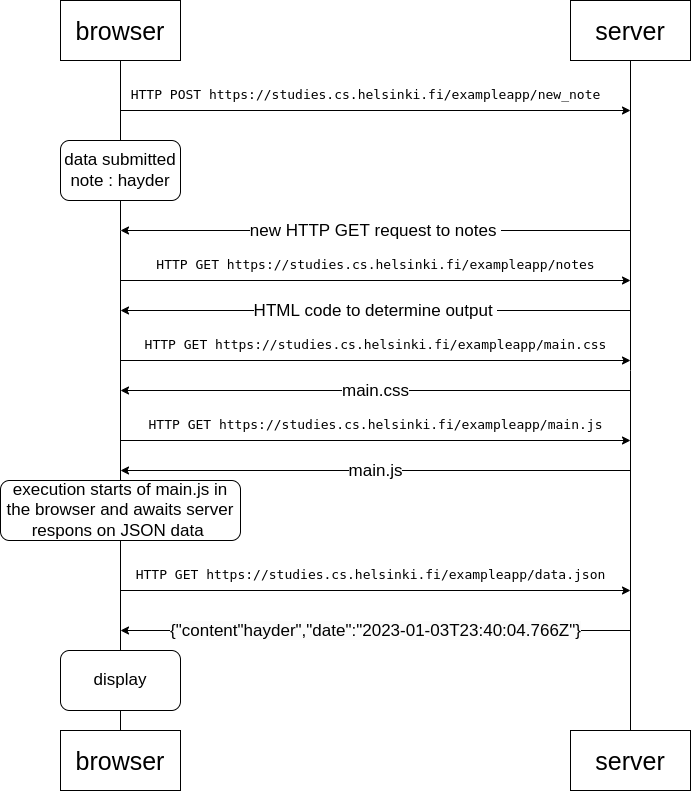 browser
server
HTTP POST https://studies.cs.helsinki.fi/exampleapp/new_note
data submitted
note : hayder
new HTTP GET request to notes
HTTP GET https://studies.cs.helsinki.fi/exampleapp/notes
HTML code to determine output
HTTP GET https://studies.cs.helsinki.fi/exampleapp/main.css
main.css
HTTP GET https://studies.cs.helsinki.fi/exampleapp/main.js
main.js
execution starts of main.js in
the browser and awaits server
respons on JSON data
HTTP GET https://studies.cs.helsinki.fi/exampleapp/data.json
{"content"hayder","date":"2023-01-03T23:40:04.766Z"}
display
browser
server